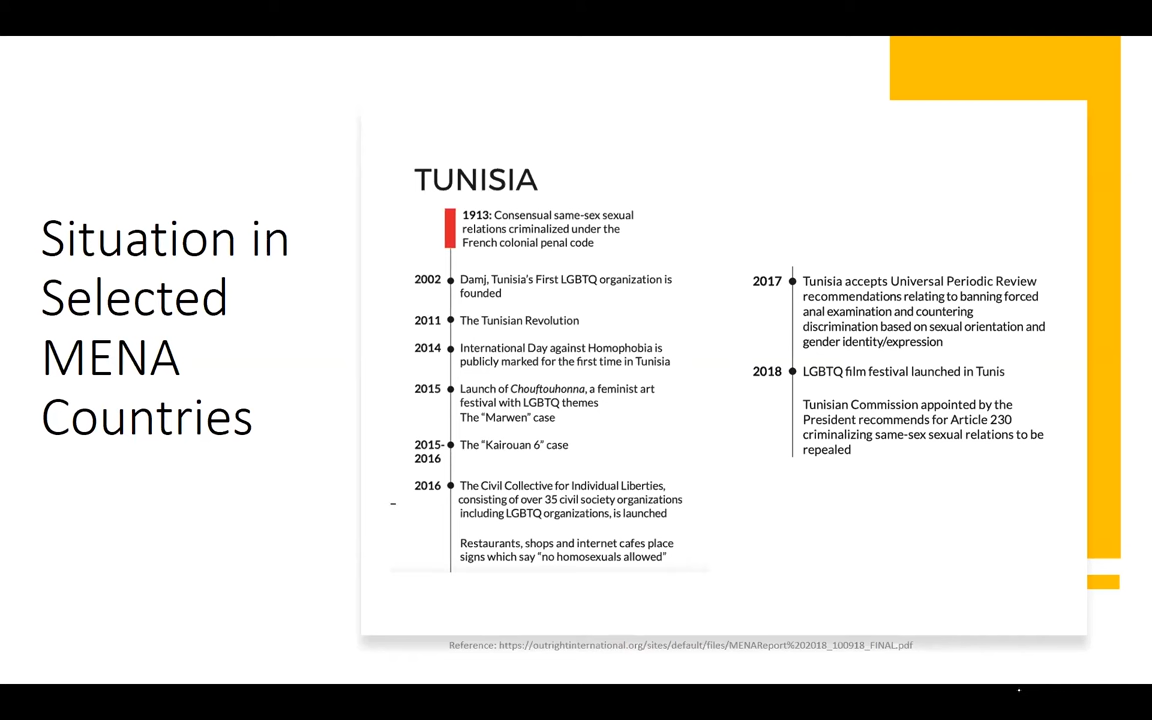 Situation in
Selected
MENA
Countries
TUNISIA
1913: Consensual same-sex sexual
relations criminalized under the
French colonial penal code
2002 Damj, Tunisia's First LGBTQ organization is
founded
2011 The Tunisian Revolution
2014 International Day against Homophobia is
publicly marked for the first time in Tunisia
2015 Launch of Chouftouhonna, a feminist art
festival with LGBTQ themes
The “Marwen” case
2015- The “Kairouan 6” case
2016
2016 The Civil Collective for Individual Liberties,
consisting of over 35 civil society organizations
including LGBTQ organizations, is launched
Restaurants, shops and internet cafes place
signs which say “no homosexuals allowed”
2017 Tunisia accepts Universal Periodic Review
recommendations relating to banning forced
anal examination and countering
discrimination based on sexual orientation and
gender identity/expression
2018 LGBTQ film festival launched in Tunis
Tunisian Commission appointed by the
President recommends for Article 230
criminalizing same-sex sexual relations to be
repealed
Reference: https://outrightinternational.org/sites/default/files/MENAReport%202018_100918_FINAL.pdf